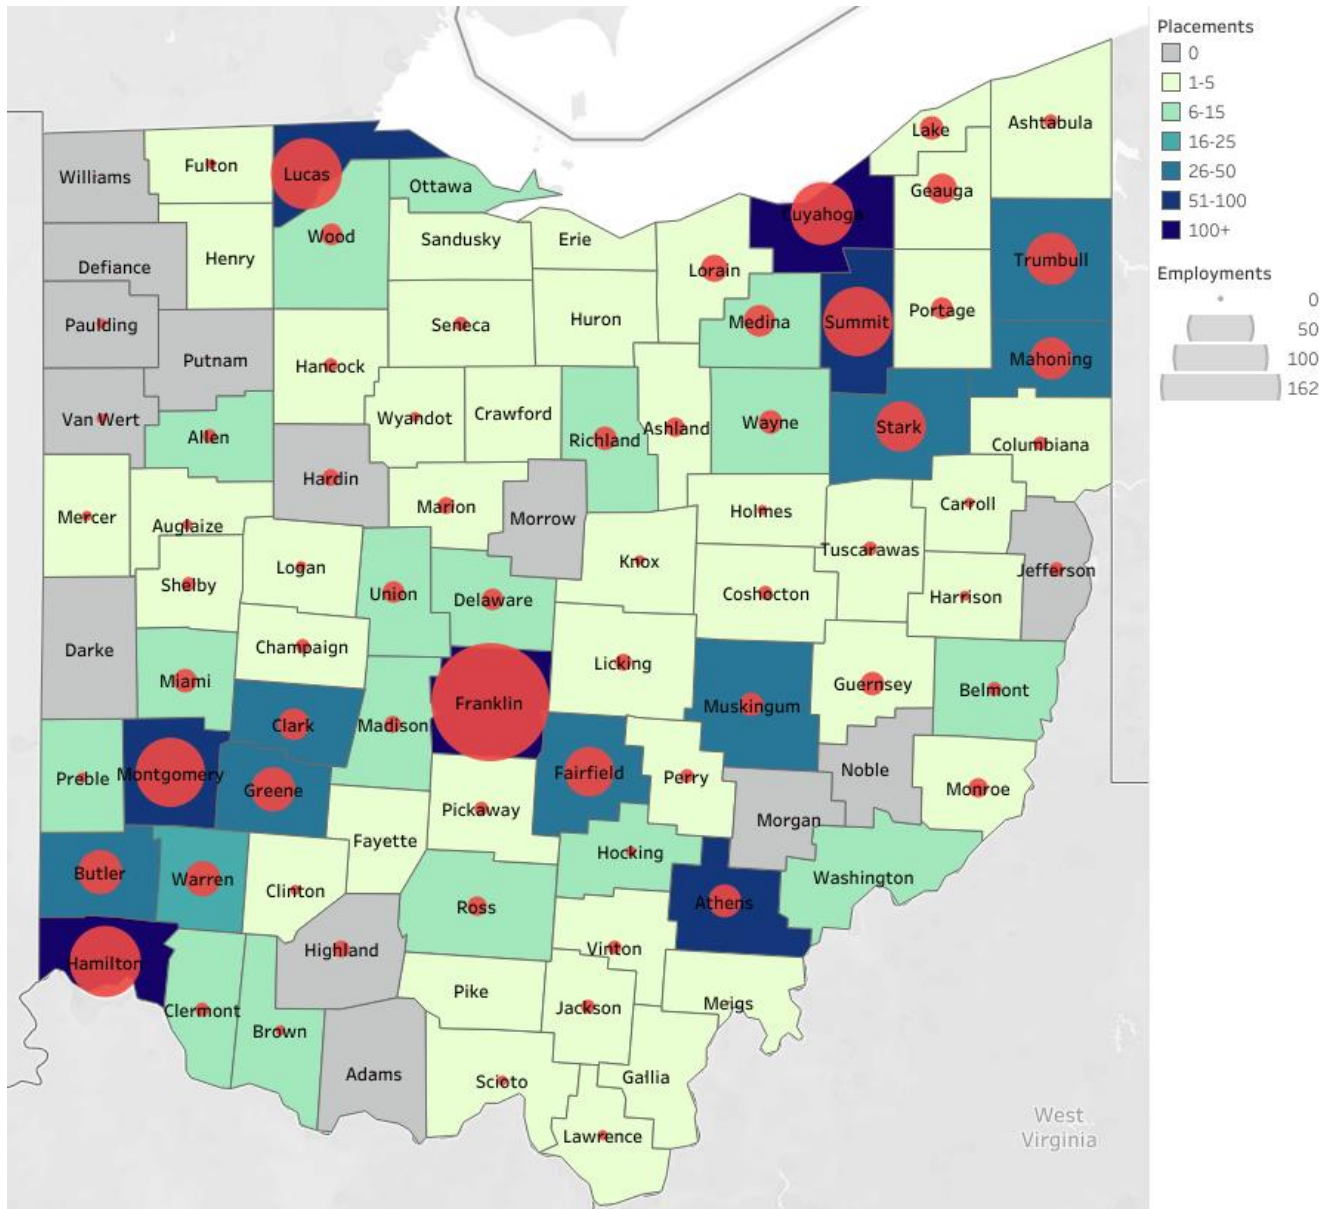 Placements
0
1-5
6-15
16-25
26-50
51-100
100+
Employments
0
50
100
162
Lake
Ashtabula
Fulton
Lucas
Williams
Ottawa
Geauga
Cuyahoga
Wood
Sandusky
Erie
Henry
Trumbull
Defiance
Lorain
Paulding
Seneca
Huron
Medina
Summit
Portage
Putnam
Hancock
Mahoning
Van Wert
Wyandot
Crawford
Allen
Richland
Ashland
Wayne
Stark
Columbiana
Hardin
Mercer
Auglaize
Marion
Morrow
Holmes
Carroll
Tuscarawas
Logan
Knox
Jefferson
Shelby
Union
Delaware
Coshocton
Harrison
Darke
Champaign
Licking
Miami
Guernsey
Belmont
Franklin
Muskingum
Clark
Madison
Preble
Montgomery
Greene
Fairfield
Perry
Noble
Monroe
Pickaway
Morgan
Fayette
Hocking
Butler
Warren
Clinton
Washington
Ross
Athens
Highland
Vinton
Hamilton
Pike
Jackson
Meigs
Clermont
Brown
Adams
Scioto
Gallia
Lawrence
West
Virginia